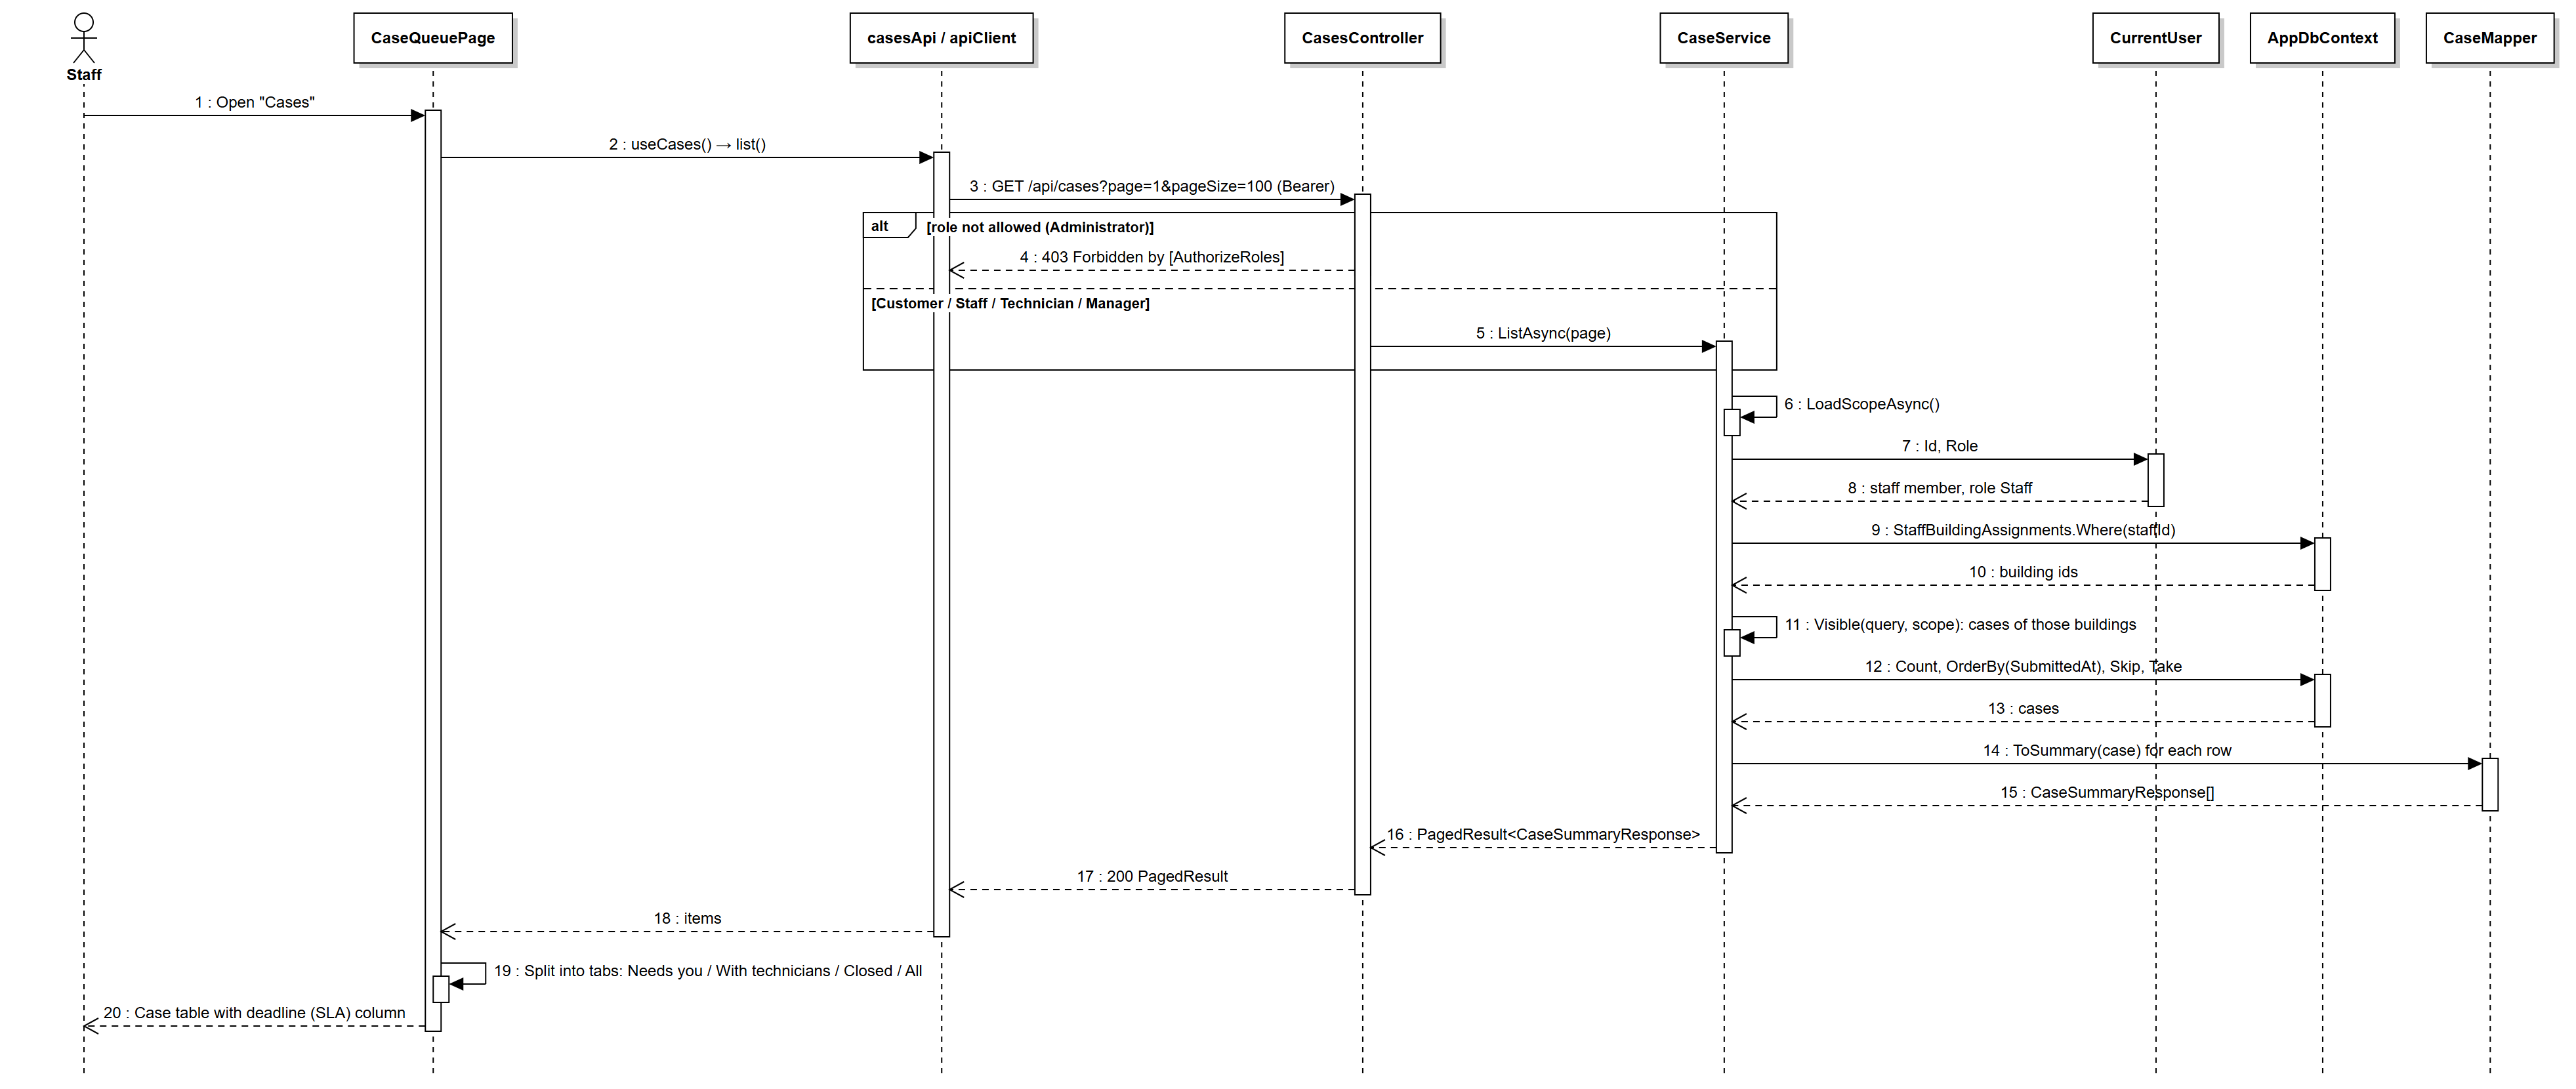 Staff
CaseQueuePage
casesApi / apiClient
CasesController
CaseService
CurrentUser
AppDbContext
CaseMapper
1 : Open "Cases"
2 : useCases() → list()
3 : GET /api/cases?page=1&pageSize=100 (Bearer)
alt
[role not allowed (Administrator)]
4 : 403 Forbidden by [AuthorizeRoles]
[Customer / Staff / Technician / Manager]
5 : ListAsync(page)
6 : LoadScopeAsync()
7 : Id, Role
8 : staff member, role Staff
9 : StaffBuildingAssignments.Where(staffId)
10 : building ids
11 : Visible(query, scope): cases of those buildings
12 : Count, OrderBy(SubmittedAt), Skip, Take
13 : cases
14 : ToSummary(case) for each row
15 : CaseSummaryResponse[]
16 : PagedResult<CaseSummaryResponse>
17 : 200 PagedResult
18 : items
19 : Split into tabs: Needs you / With technicians / Closed / All
20 : Case table with deadline (SLA) column